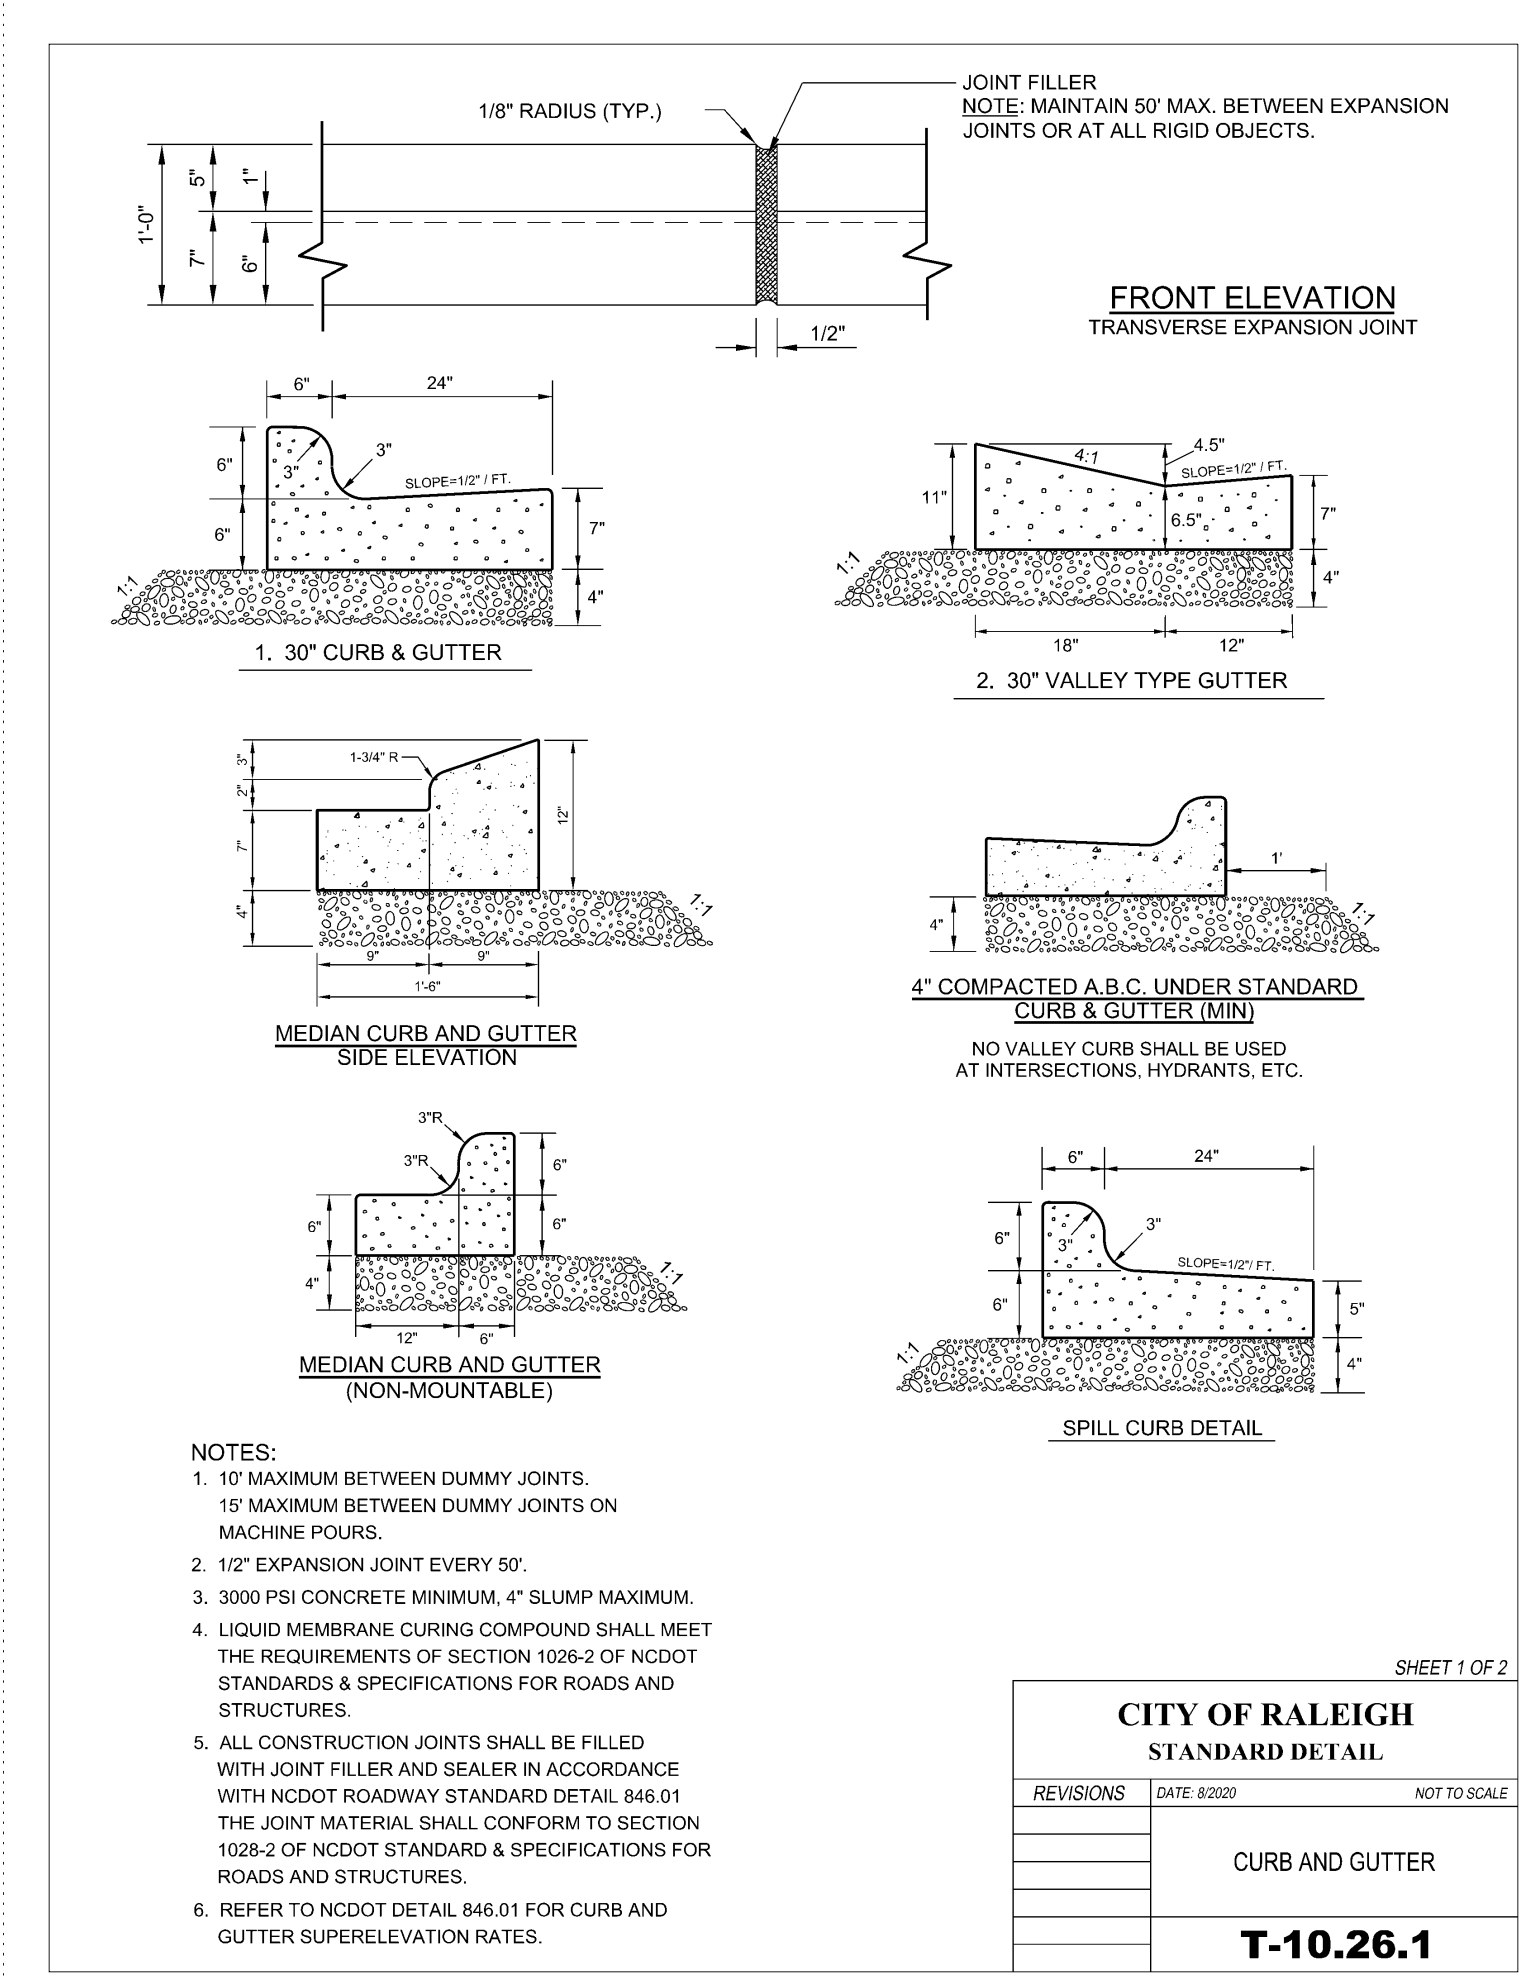 JOINT FILLER
1/8" RADIUS (TYP.)
NOTE: MAINTAIN 50' MAX. BETWEEN EXPANSION
JOINTS OR AT ALL RIGID OBJECTS.
5"
1"
1'-0"
7"
6"
1/2"
FRONT ELEVATION
TRANSVERSE EXPANSION JOINT
6"
24"
6"
3"
3"
SLOPE=1/2" / FT.
6"
7"
1:1
4"
1. 30" CURB & GUTTER
4:1
4.5"
SLOPE=1/2" / FT.
11"
6.5"
7"
1:1
4"
18"
12"
2. 30" VALLEY TYPE GUTTER
3"
1-3/4" R
2"
12"
7"
4"
1:1
9"
9"
1'-6"
MEDIAN CURB AND GUTTER
SIDE ELEVATION
1'
1:1
4"
4" COMPACTED A.B.C. UNDER STANDARD
CURB & GUTTER (MIN)
NO VALLEY CURB SHALL BE USED
AT INTERSECTIONS, HYDRANTS, ETC.
3"R
3"R
6"
6"
6"
4"
1:1
12"
6"
MEDIAN CURB AND GUTTER
(NON-MOUNTABLE)
6"
24"
6"
3"
3"
SLOPE=1/2"/ FT.
6"
5"
1:1
4"
SPILL CURB DETAIL
NOTES:
1. 10' MAXIMUM BETWEEN DUMMY JOINTS.
15' MAXIMUM BETWEEN DUMMY JOINTS ON
MACHINE POURS.
2. 1/2" EXPANSION JOINT EVERY 50'.
3. 3000 PSI CONCRETE MINIMUM, 4" SLUMP MAXIMUM.
4. LIQUID MEMBRANE CURING COMPOUND SHALL MEET
THE REQUIREMENTS OF SECTION 1026-2 OF NCDOT
STANDARDS & SPECIFICATIONS FOR ROADS AND
STRUCTURES.
5. ALL CONSTRUCTION JOINTS SHALL BE FILLED
WITH JOINT FILLER AND SEALER IN ACCORDANCE
WITH NCDOT ROADWAY STANDARD DETAIL 846.01
THE JOINT MATERIAL SHALL CONFORM TO SECTION
1028-2 OF NCDOT STANDARD & SPECIFICATIONS FOR
ROADS AND STRUCTURES.
6. REFER TO NCDOT DETAIL 846.01 FOR CURB AND
GUTTER SUPERELEVATION RATES.
SHEET 1 OF 2
CITY OF RALEIGH
STANDARD DETAIL
REVISIONS
DATE: 8/2020
NOT TO SCALE
CURB AND GUTTER
T-10.26.1